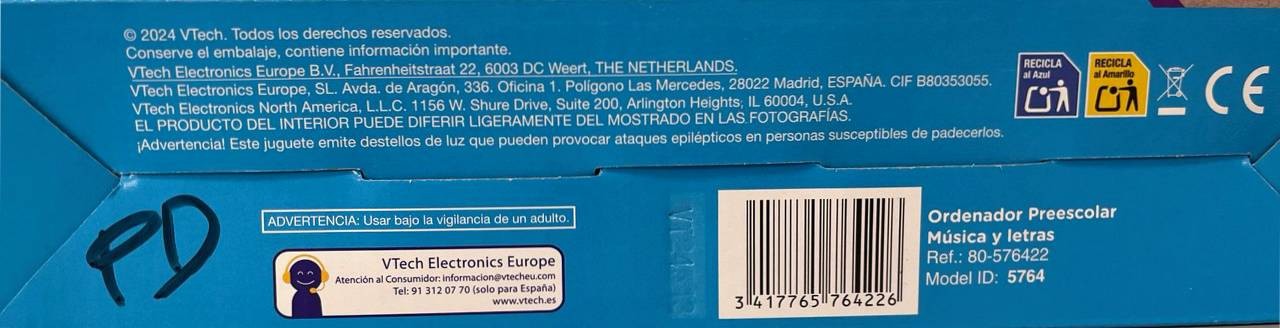 © 2024 VTech. Todos los derechos reservados.
Conserve el embalaje, contiene información importante.
VTech Electronics Europe B.V., Fahrenheitstraat 22, 6003 DC Weert, THE NETHERLANDS.
VTech Electronics Europe, SL. Avda. de Aragón, 336. Oficina 1. Polígono Las Mercedes, 28022 Madrid, ESPAÑA. CIF B80353055.
VTech Electronics North America, L.L.C. 1156 W. Shure Drive, Suite 200, Arlington Heights, IL 60004, U.S.A.
EL PRODUCTO DEL INTERIOR PUEDE DIFERIR LIGERAMENTE DEL MOSTRADO EN LAS FOTOGRAFÍAS.
¡Advertencia! Este juguete emite destellos de luz que pueden provocar ataques epilépticos en personas susceptibles de padecerlos.
RECICLA
al Azul
RECICLA
al Amarillo
CE
PD
ADVERTENCIA: Usar bajo la vigilancia de un adulto.
VTech Electronics Europe
Atención al Consumidor: informacion@vtecheu.com
Tel: 91 312 07 70 (solo para España)
www.vtech.es
3 417765 764226
Ordenador Preescolar
Música y letras
Ref.: 80-576422
Model ID: 5764